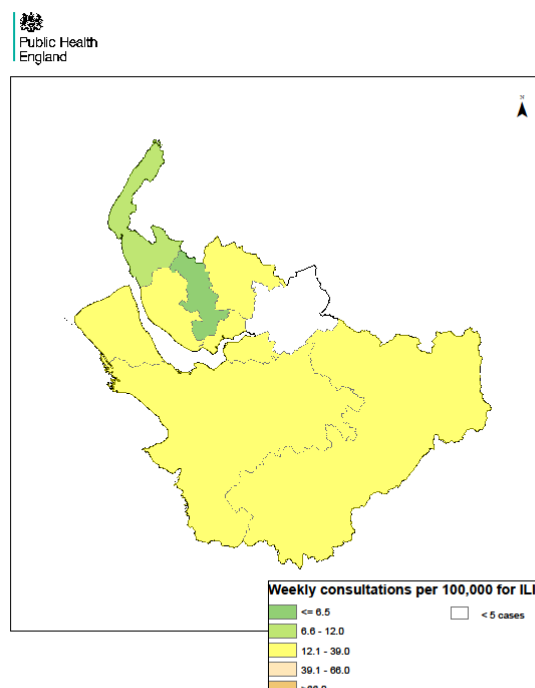 Public Health
England
N
Weekly consultations per 100,000 for ILI
<= 6.5
< 5 cases
6.6 - 12.0
12.1 - 39.0
39.1 - 66.0